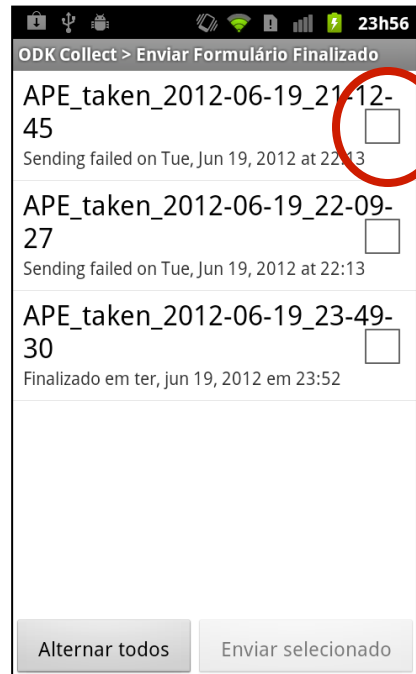 23h56
ODK Collect > Enviar Formulário Finalizado
APE_taken_2012-06-19_21-12-
45
Sending failed on Tue, Jun 19, 2012 at 22:13
APE_taken_2012-06-19_22-09-
27
Sending failed on Tue, Jun 19, 2012 at 22:13
APE_taken_2012-06-19_23-49-
30
Finalizado em ter, jun 19, 2012 em 23:52
Alternar todos
Enviar selecionado